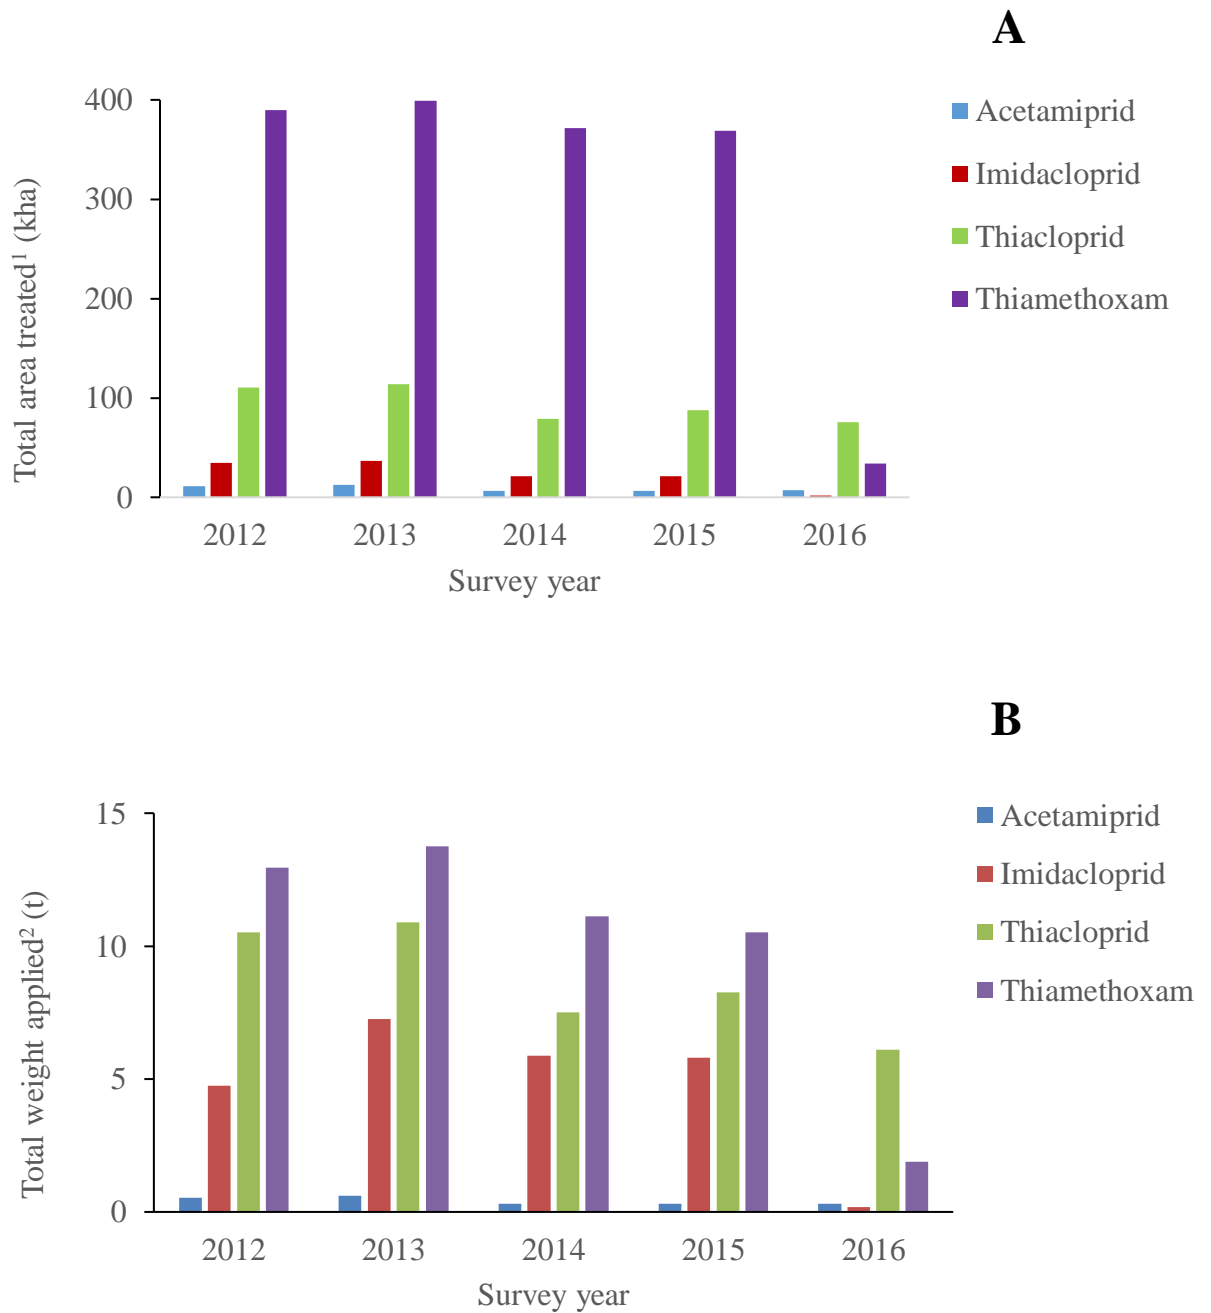 A
Total area treated¹ (kha)
400
300
200
100
0
2012 2013 2014 2015 2016
Survey year
Acetamiprid
Imidacloprid
Thiacloprid
Thiamethoxam
B
Total weight applied² (t)
15
10
5
0
2012 2013 2014 2015 2016
Survey year
Acetamiprid
Imidacloprid
Thiacloprid
Thiamethoxam